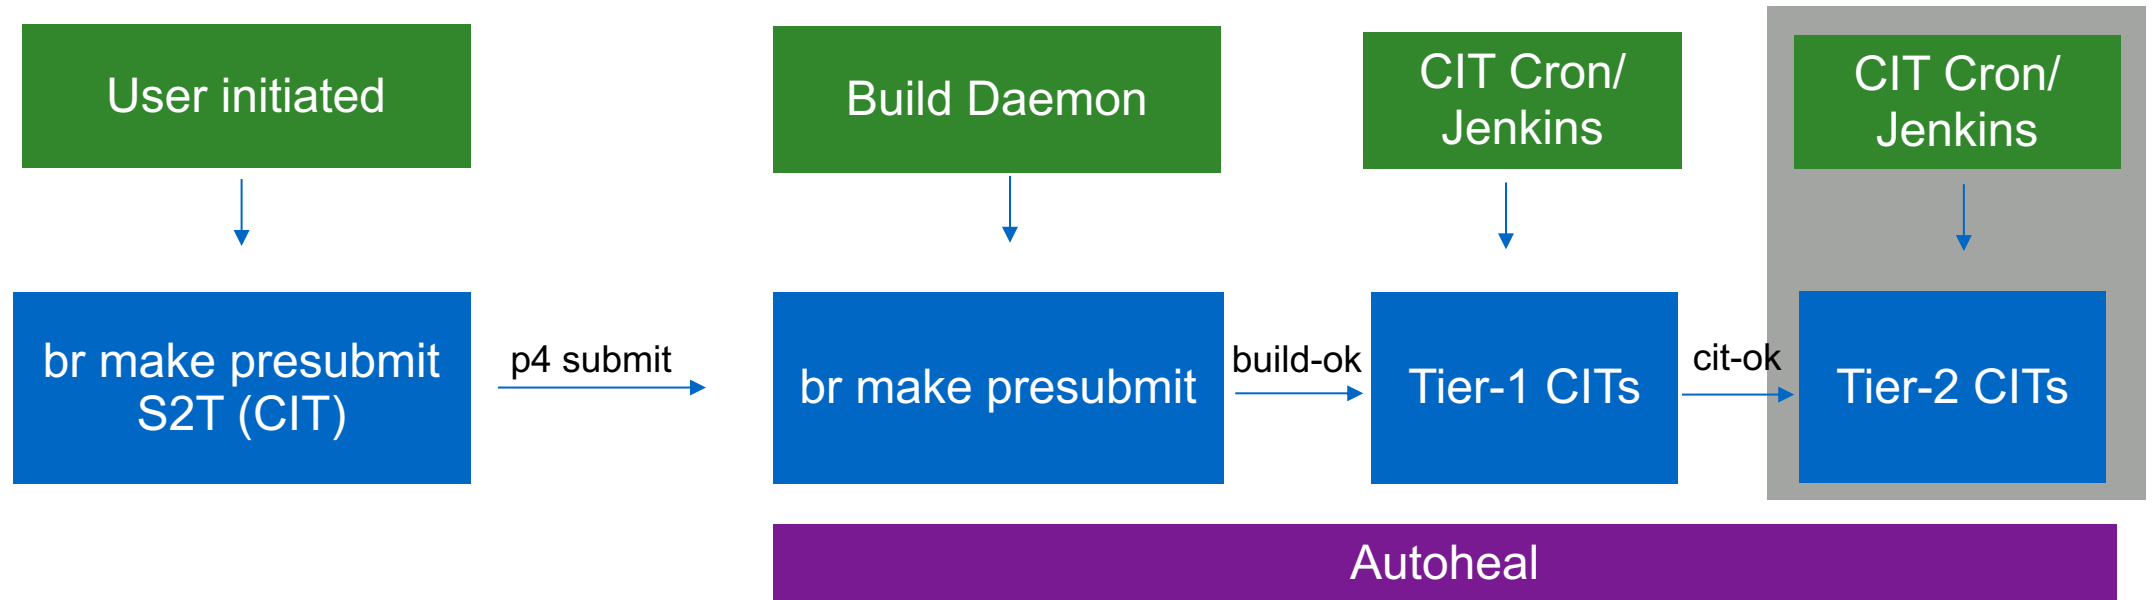 User initiated
Build Daemon
CIT Cron/
Jenkins
CIT Cron/
Jenkins
br make presubmit
S2T (CIT)
p4 submit
br make presubmit
build-ok
Tier-1 CITs
cit-ok
Tier-2 CITs
Autoheal